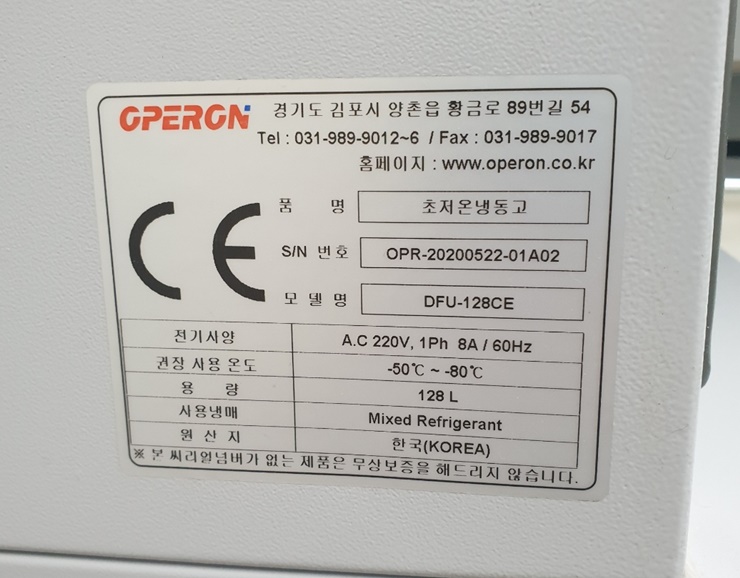 OPERON 경기도 김포시 양촌읍 황금로 89번길 54
Tel : 031-989-9012~6 / Fax : 031-989-9017
홈페이지 : www.operon.co.kr
CE
품 명 초저온냉동고
S/N 번호 OPR-20200522-01A02
모델명 DFU-128CE
전기사양 A.C 220V, 1Ph 8A / 60Hz
권장 사용 온도 -50℃ ~ -80℃
용 량 128 L
사용냉매 Mixed Refrigerant
원 산 지 한국(KOREA)
※ 본 씨리얼넘버가 없는 제품은 무상보증을 해드리지 않습니다.